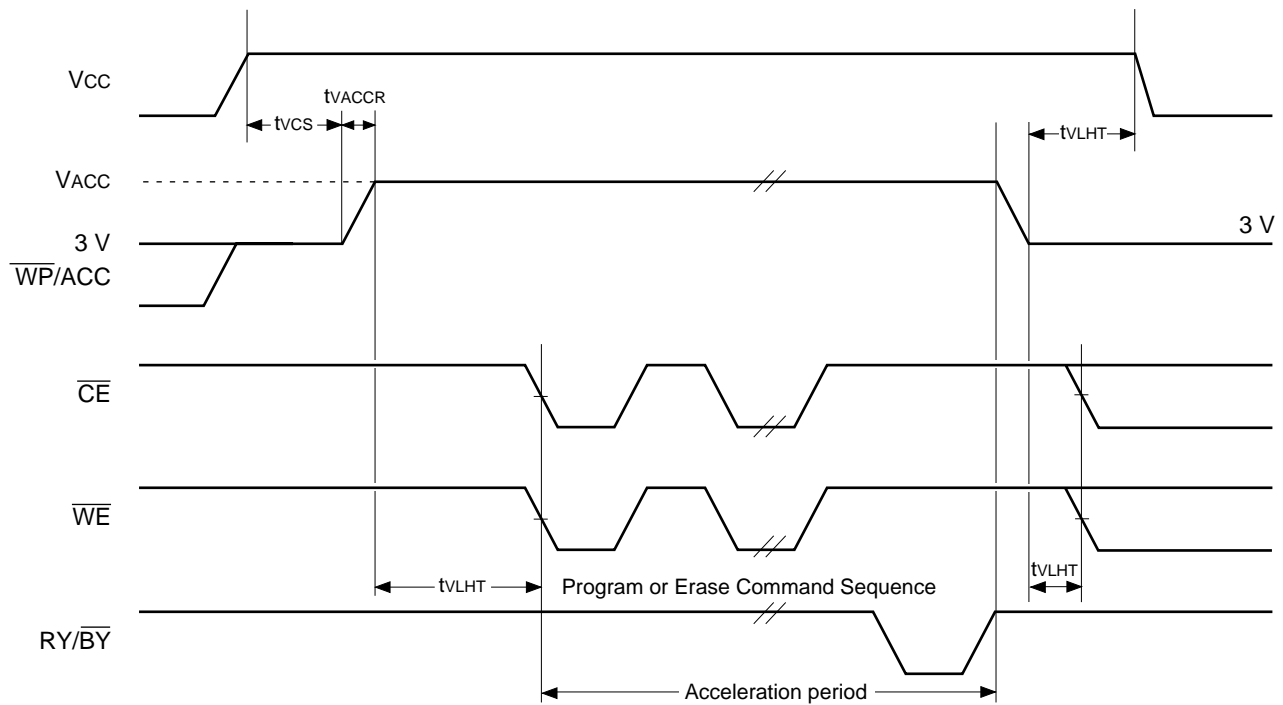 VCC
tVACCR
tVCS
tVLHT
VACC
3 V
3 V
WP/ACC
CE
WE
tVLHT
Program or Erase Command Sequence
tVLHT
RY/BY
Acceleration period